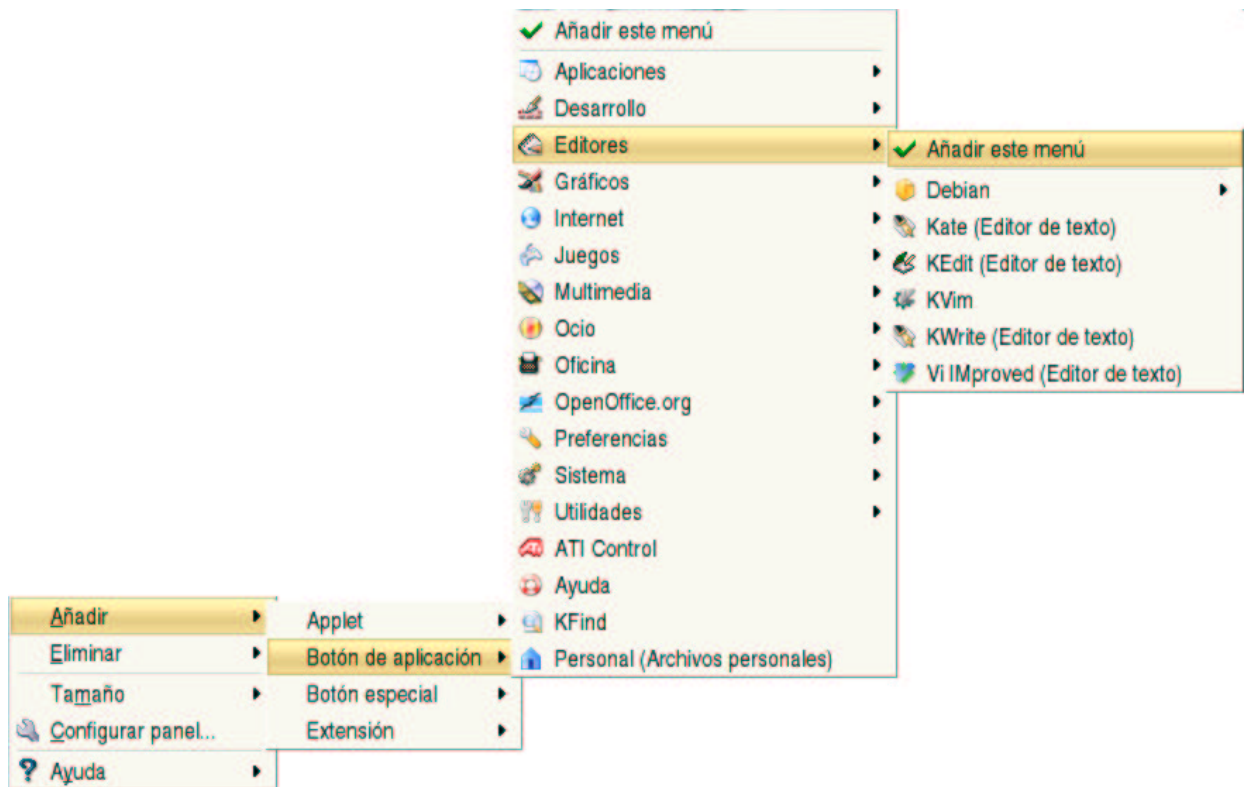 Añadir
Eliminar
Tamaño
Configurar panel...
Ayuda
Applet
Botón de aplicación
Botón especial
Extensión
Añadir este menú
Aplicaciones
Desarrollo
Editores
Gráficos
Internet
Juegos
Multimedia
Ocio
Oficina
OpenOffice.org
Preferencias
Sistema
Utilidades
ATI Control
Ayuda
KFind
Personal (Archivos personales)
Añadir este menú
Debian
Kate (Editor de texto)
KEdit (Editor de texto)
KVim
KWrite (Editor de texto)
Vi IMproved (Editor de texto)